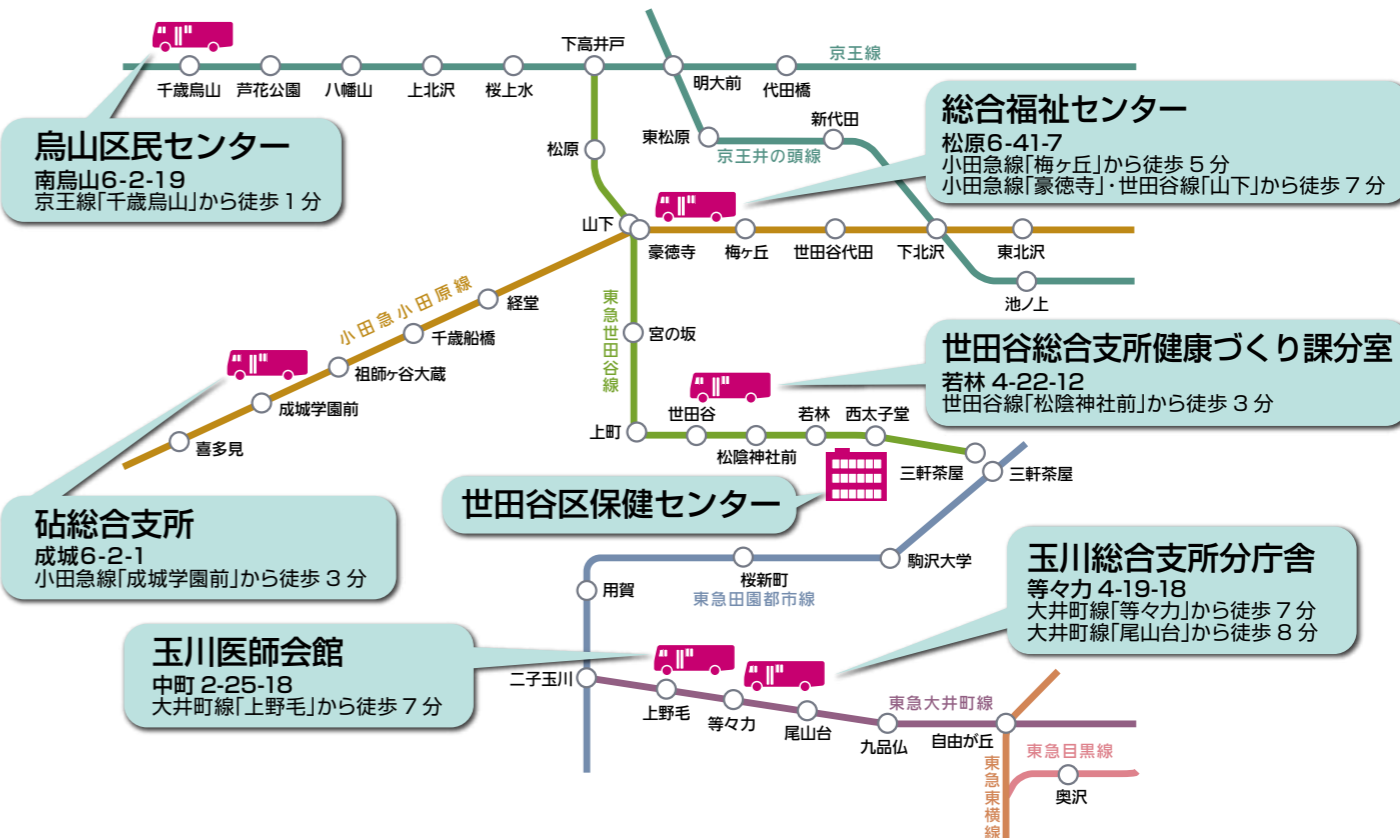 下高井戸
京王線
千歳烏山
芦花公園
八幡山
上北沢
桜上水
明大前
代田橋
烏山区民センター
南烏山6-2-19
京王線「千歳烏山」から徒歩1分
総合福祉センター
松原6-41-7
小田急線「梅ヶ丘」から徒歩5分
小田急線「豪徳寺」・世田谷線「山下」から徒歩7分
新代田
東松原
京王井の頭線
松原
山下
豪徳寺
梅ヶ丘
世田谷代田
下北沢
東北沢
池ノ上
小田急小田原線
経堂
千歳船橋
祖師ヶ谷大蔵
成城学園前
喜多見
東急世田谷線
宮の坂
世田谷総合支所健康づくり課分室
若林 4-22-12
世田谷線「松陰神社前」から徒歩3分
上町
世田谷
松陰神社前
若林
西太子堂
三軒茶屋
三軒茶屋
世田谷区保健センター
砧総合支所
成城6-2-1
小田急線「成城学園前」から徒歩3分
駒沢大学
桜新町
用賀
東急田園都市線
玉川総合支所分庁舎
等々力 4-19-18
大井町線「等々力」から徒歩7分
大井町線「尾山台」から徒歩8分
玉川医師会館
中町 2-25-18
大井町線「上野毛」から徒歩7分
二子玉川
上野毛
等々力
尾山台
九品仏
自由が丘
東急大井町線
東急目黒線
奥沢
東急東横線